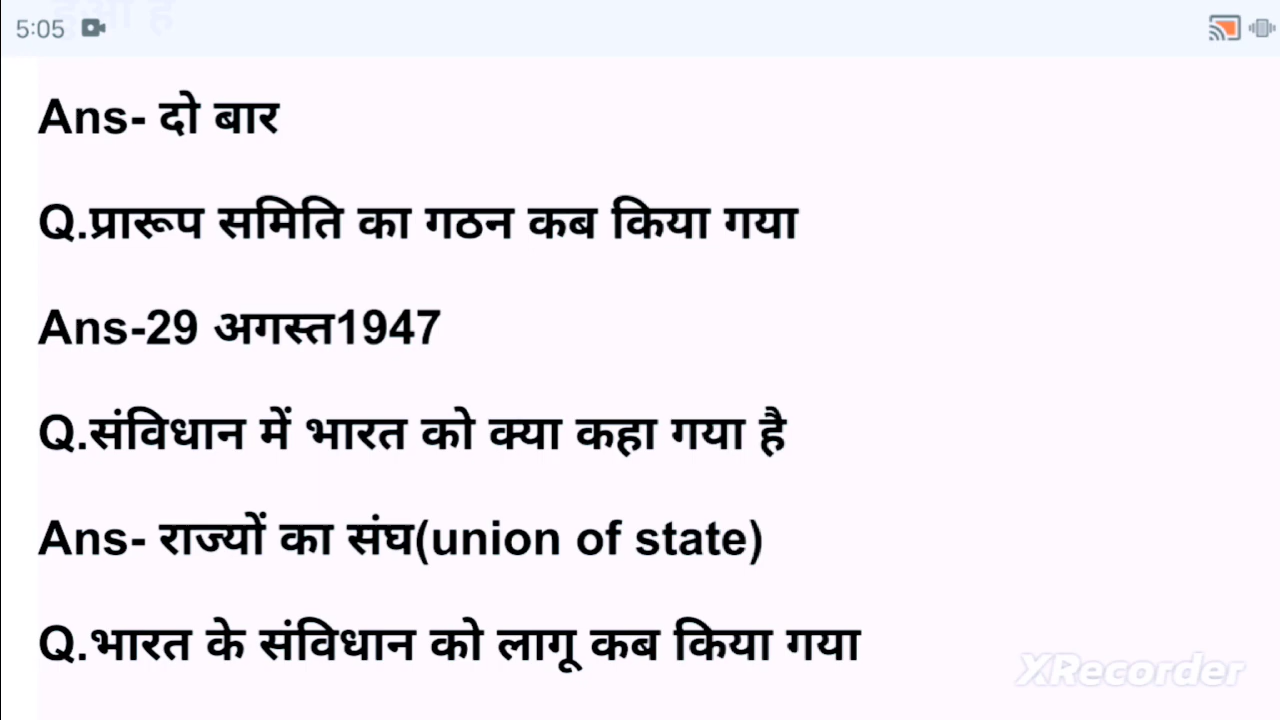 5:05
Ans- दो बार
Q.प्रारूप समिति का गठन कब किया गया
Ans-29 अगस्त1947
Q.संविधान में भारत को क्या कहा गया है
Ans- राज्यों का संघ(union of state)
Q.भारत के संविधान को लागू कब किया गया
XRecorder